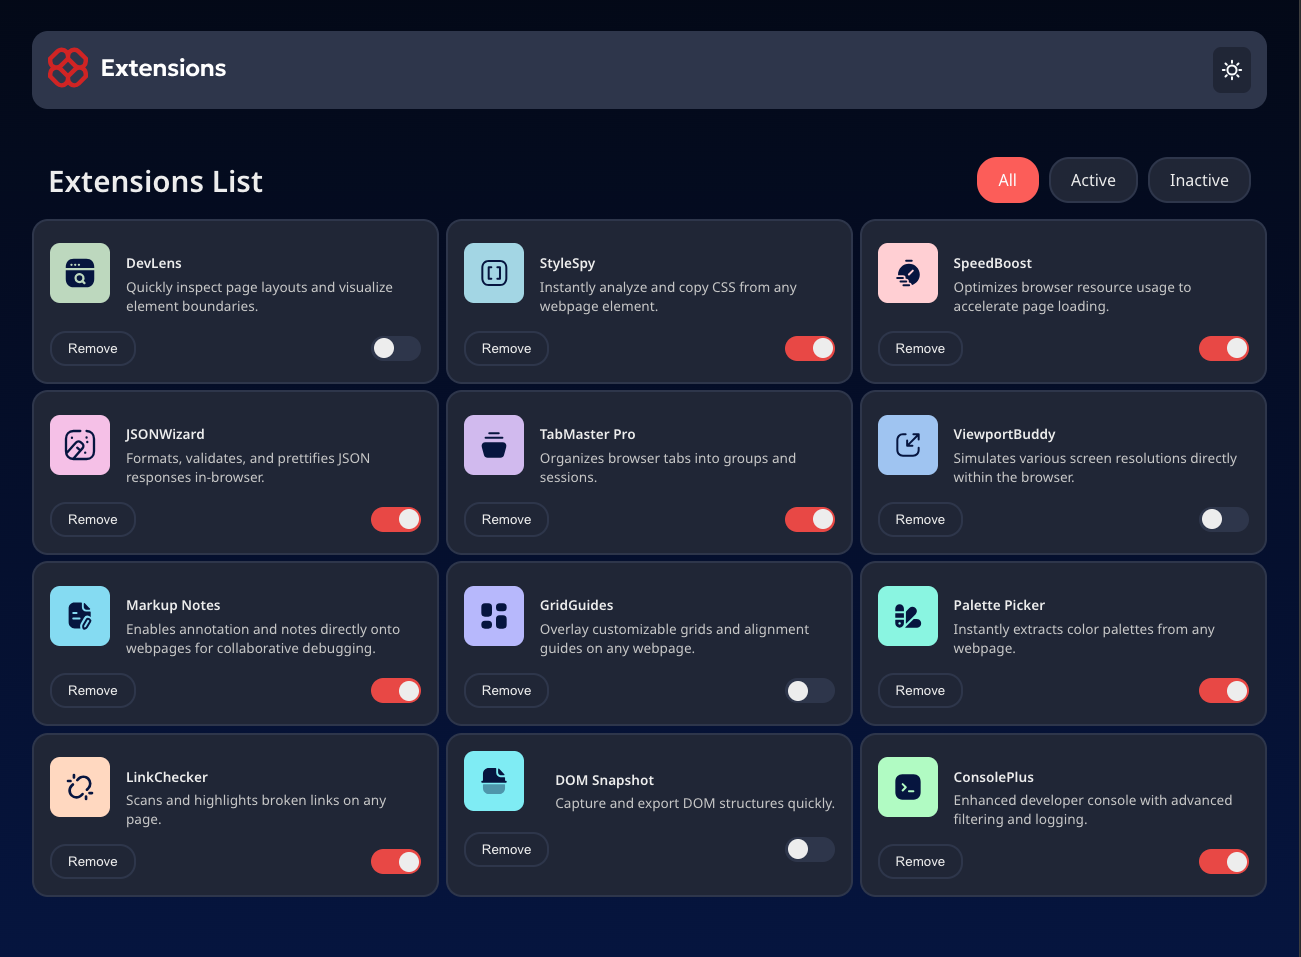 Extensions
Extensions List
All
Active
Inactive
DevLens
Quickly inspect page layouts and visualize
element boundaries.
Remove
StyleSpy
Instantly analyze and copy CSS from any
webpage element.
Remove
SpeedBoost
Optimizes browser resource usage to
accelerate page loading.
Remove
JSONWizard
Formats, validates, and prettifies JSON
responses in-browser.
Remove
TabMaster Pro
Organizes browser tabs into groups and
sessions.
Remove
ViewportBuddy
Simulates various screen resolutions directly
within the browser.
Remove
Markup Notes
Enables annotation and notes directly onto
webpages for collaborative debugging.
Remove
GridGuides
Overlay customizable grids and alignment
guides on any webpage.
Remove
Palette Picker
Instantly extracts color palettes from any
webpage.
Remove
LinkChecker
Scans and highlights broken links on any
page.
Remove
DOM Snapshot
Capture and export DOM structures quickly.
Remove
ConsolePlus
Enhanced developer console with advanced
filtering and logging.
Remove